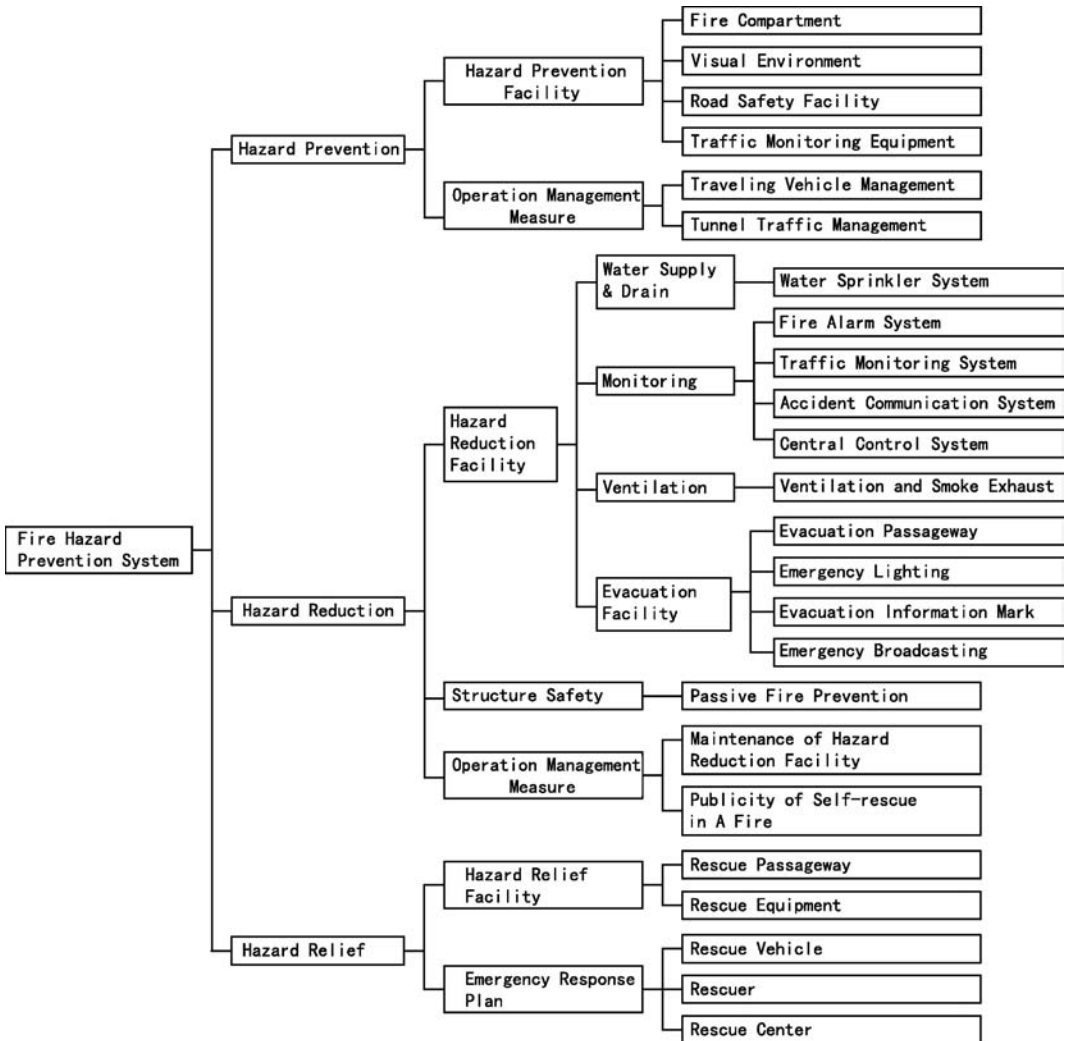 Fire Hazard
Prevention System
Hazard Prevention
Hazard Prevention
Facility
Fire Compartment
Visual Environment
Road Safety Facility
Traffic Monitoring Equipment
Operation Management
Measure
Traveling Vehicle Management
Tunnel Traffic Management
Hazard Reduction
Hazard
Reduction
Facility
Water Supply
& Drain
Water Sprinkler System
Monitoring
Fire Alarm System
Traffic Monitoring System
Accident Communication System
Central Control System
Ventilation
Ventilation and Smoke Exhaust
Evacuation
Facility
Evacuation Passageway
Emergency Lighting
Evacuation Information Mark
Emergency Broadcasting
Structure Safety
Passive Fire Prevention
Operation Management
Measure
Maintenance of Hazard
Reduction Facility
Publicity of Self-rescue
in A Fire
Hazard Relief
Hazard Relief
Facility
Rescue Passageway
Rescue Equipment
Emergency Response
Plan
Rescue Vehicle
Rescuer
Rescue Center